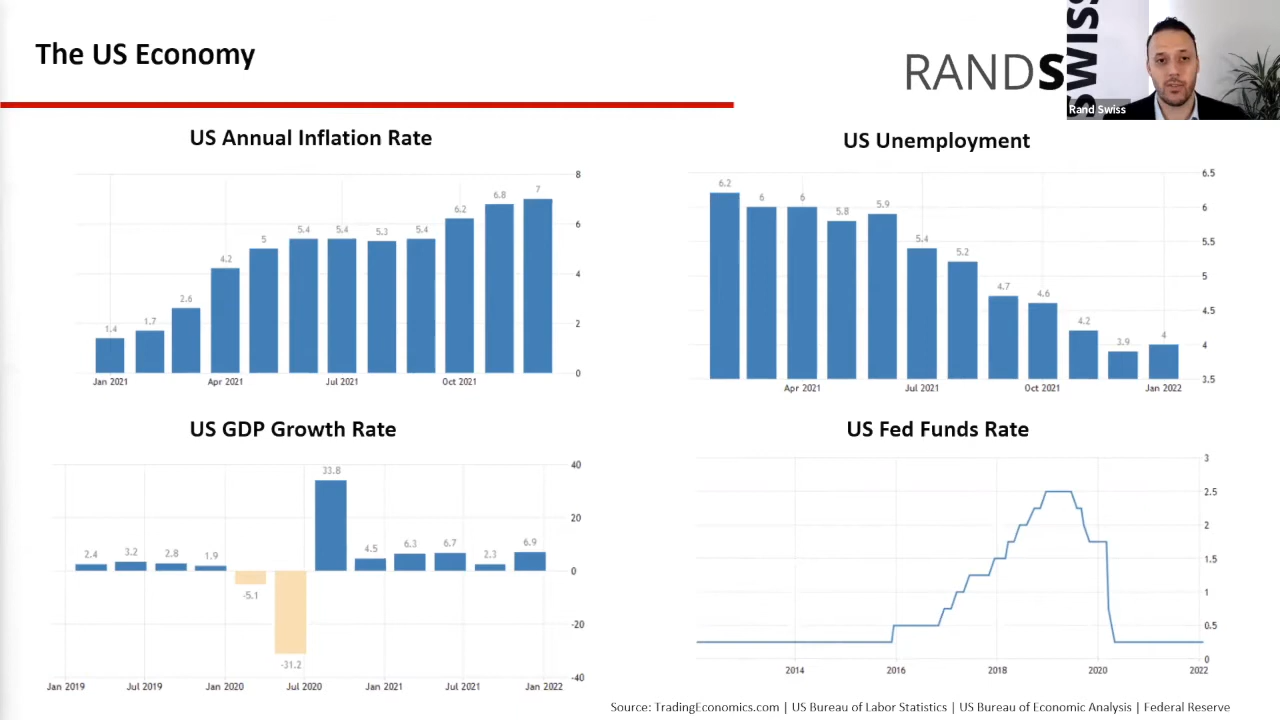 The US Economy
RANDS
SWISS
Rand Swiss
US Annual Inflation Rate
8
6
4
2
0
1.4
1.7
2.6
4.2
5
5.4
5.4
5.3
5.4
6.2
6.8
7
Jan 2021
Apr 2021
Jul 2021
Oct 2021
US Unemployment
6.5
6
5.5
5
4.5
4
3.5
6.2
6
6
5.8
5.9
5.4
5.2
4.7
4.6
4.2
3.9
4
Apr 2021
Jul 2021
Oct 2021
Jan 2022
US GDP Growth Rate
40
20
0
-20
-40
2.4
3.2
2.8
1.9
-5.1
-31.2
33.8
4.5
6.3
6.7
2.3
6.9
Jan 2019
Jul 2019
Jan 2020
Jul 2020
Jan 2021
Jul 2021
Jan 2022
US Fed Funds Rate
3
2.5
2
1.5
1
0.5
0
2014
2016
2018
2020
2022
Source: TradingEconomics.com | US Bureau of Labor Statistics | US Bureau of Economic Analysis | Federal Reserve